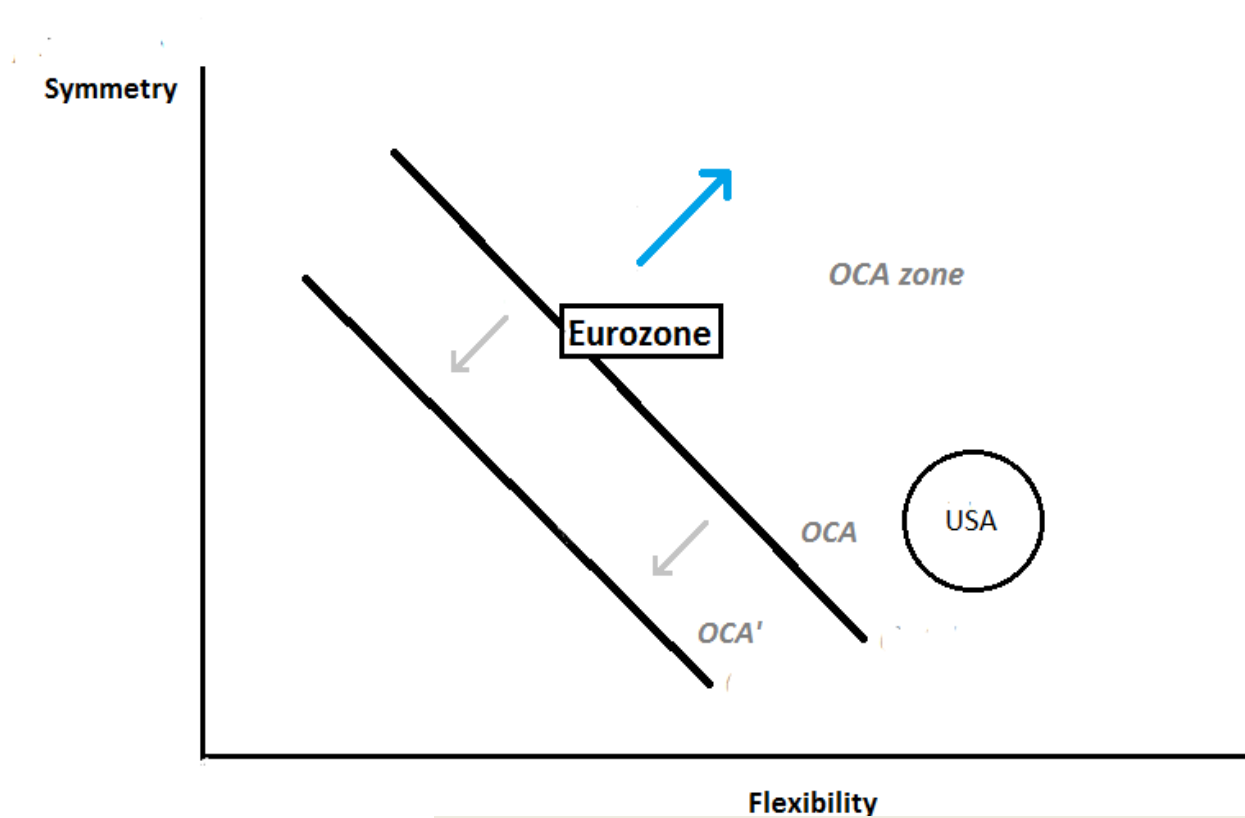 Symmetry
OCA zone
Eurozone
USA
OCA
OCA'
Flexibility